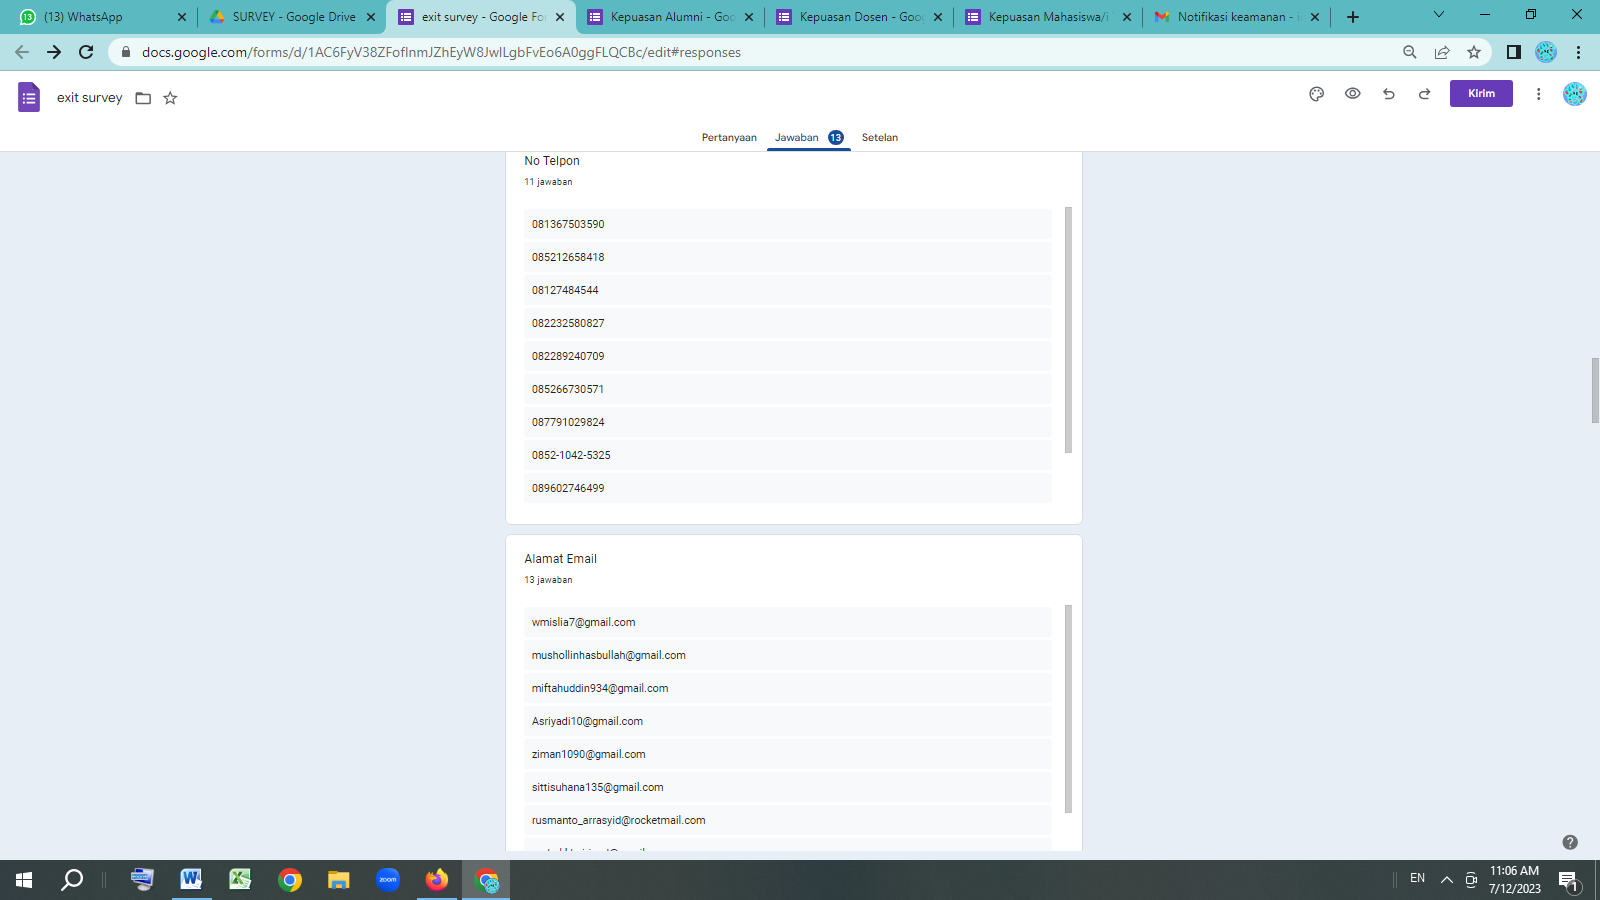 (13) WhatsApp
SURVEY - Google Drive
exit survey - Google Fo
Kepuasan Alumni - Goo
Kepuasan Dosen - Goog
Kepuasan Mahasiswa/i
Notifikasi keamanan - i
docs.google.com/forms/d/1AC6FyV38ZFofInmJZhEyW8JwILgbFvEo6A0ggFLQCBc/edit#responses
exit survey
Kirim
Pertanyaan
Jawaban 13
Setelan
No Telpon
11 jawaban
081367503590
085212658418
08127484544
082232580827
082289240709
085266730571
087791029824
0852-1042-5325
089602746499
Alamat Email
13 jawaban
wmislia7@gmail.com
mushollinhasbullah@gmail.com
miftahuddin934@gmail.com
Asriyadi10@gmail.com
ziman1090@gmail.com
sittisuhana135@gmail.com
rusmanto_arrasyid@rocketmail.com
zoom
EN
11:06 AM
7/12/2023
1